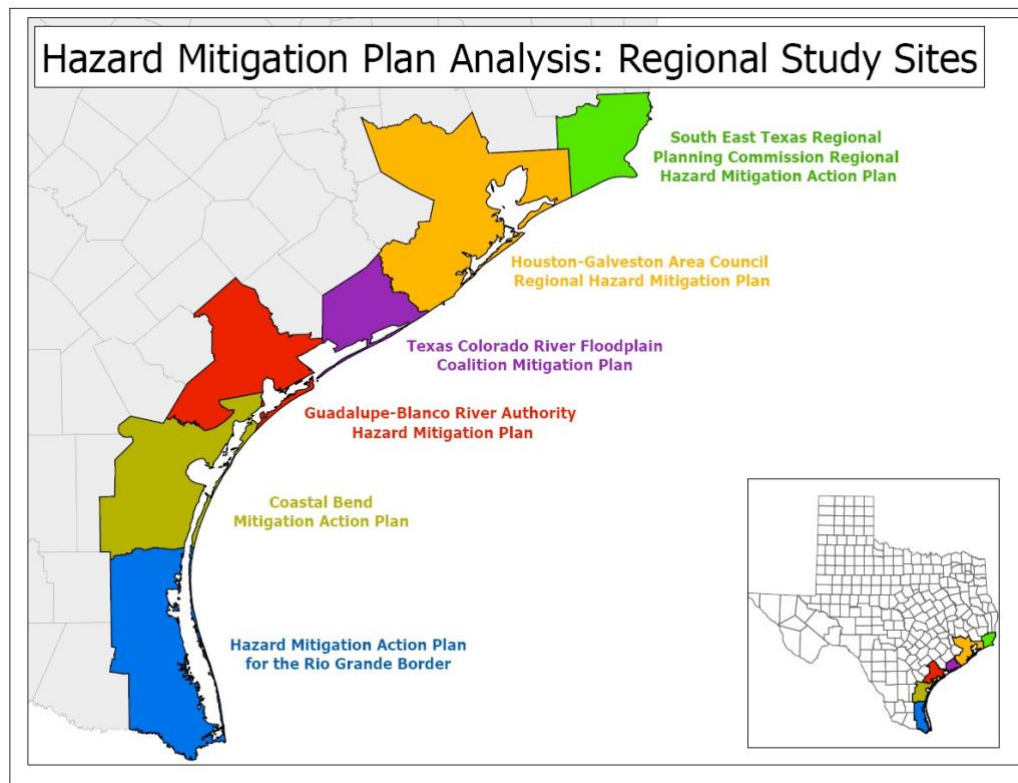 Hazard Mitigation Plan Analysis: Regional Study Sites
South East Texas Regional
Planning Commission Regional
Hazard Mitigation Action Plan
Houston-Galveston Area Council
Regional Hazard Mitigation Plan
Texas Colorado River Floodplain
Coalition Mitigation Plan
Guadalupe-Blanco River Authority
Hazard Mitigation Plan
Coastal Bend
Mitigation Action Plan
Hazard Mitigation Action Plan
for the Rio Grande Border